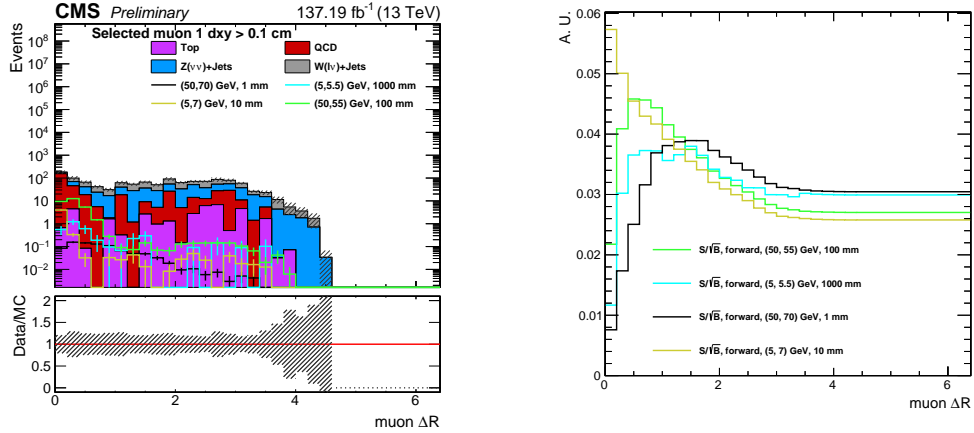 CMS Preliminary 137.19 fb⁻¹ (13 TeV)
Selected muon 1 dxy > 0.1 cm
Top QCD
Z(νν)+Jets W(lν)+Jets
(50,70) GeV, 1 mm (5,5.5) GeV, 1000 mm
(5,7) GeV, 10 mm (50,55) GeV, 100 mm
Events
10⁸
10⁷
10⁶
10⁵
10⁴
10³
10²
10
1
10⁻¹
10⁻²
Data/MC
2
1.5
1
0.5
0
0 2 4 6
muon ΔR
A. U.
0.06
0.05
0.04
0.03
0.02
0.01
0
S/√B, forward, (50, 55) GeV, 100 mm
S/√B, forward, (5, 5.5) GeV, 1000 mm
S/√B, forward, (50, 70) GeV, 1 mm
S/√B, forward, (5, 7) GeV, 10 mm
0 2 4 6
muon ΔR